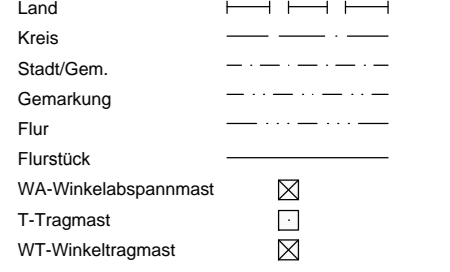 Land
Kreis
Stadt/Gem.
Gemarkung
Flur
Flurstück
WA-Winkelabspannmast
T-Tragmast
WT-Winkeltragmast